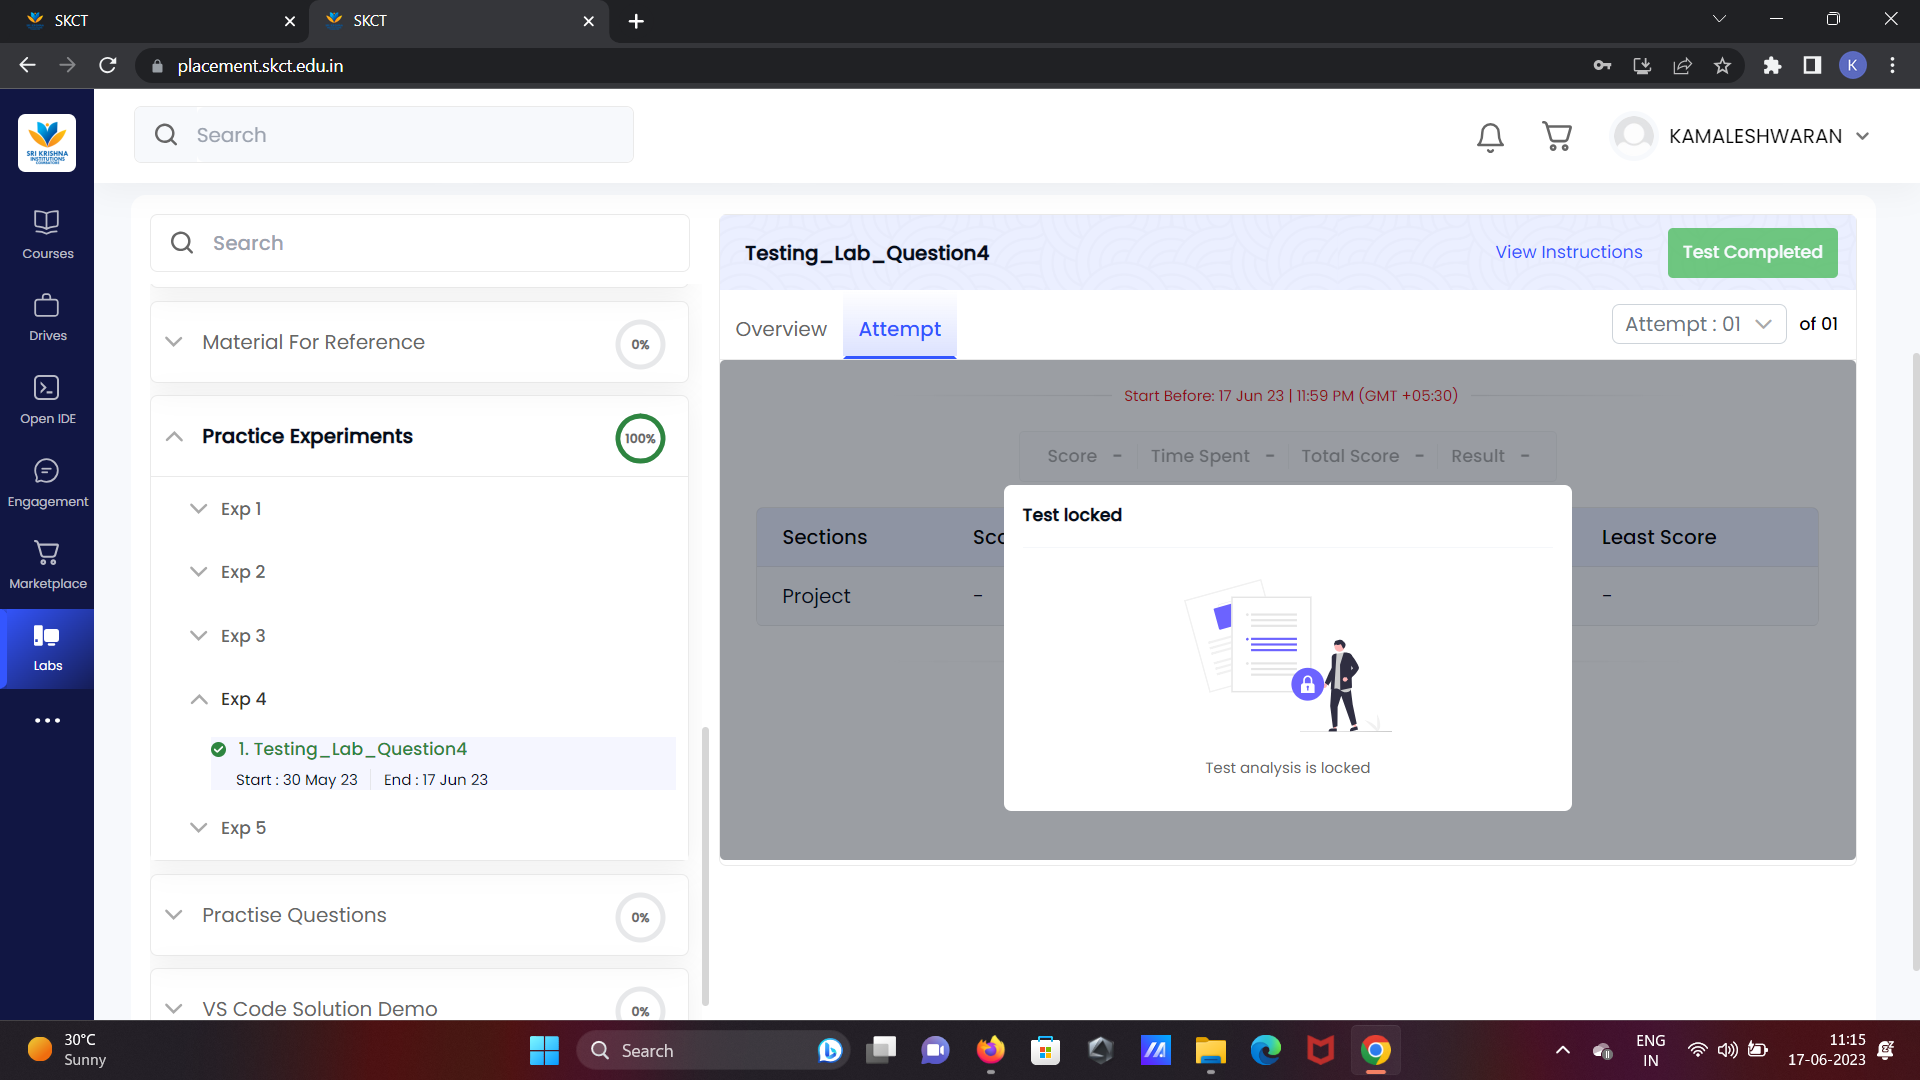 SKCT
SKCT
placement.skct.edu.in
K
SRI KRISHNA
INSTITUTIONS
Search
KAMALESHWARAN
Courses
Drives
Open IDE
Engagement
Marketplace
Labs
Search
Material For Reference
0%
Practice Experiments
100%
Exp 1
Exp 2
Exp 3
Exp 4
1. Testing_Lab_Question4
Start : 30 May 23
End : 17 Jun 23
Exp 5
Practise Questions
0%
VS Code Solution Demo
0%
Testing_Lab_Question4
View Instructions
Test Completed
Overview
Attempt
Attempt : 01
of 01
Start Before: 17 Jun 23 | 11:59 PM (GMT +05:30)
Score -
Time Spent -
Total Score -
Result -
Sections
Sco
Least Score
Project
-
-
Test locked
Test analysis is locked
30°C
Sunny
Search
ENG
IN
11:15
17-06-2023